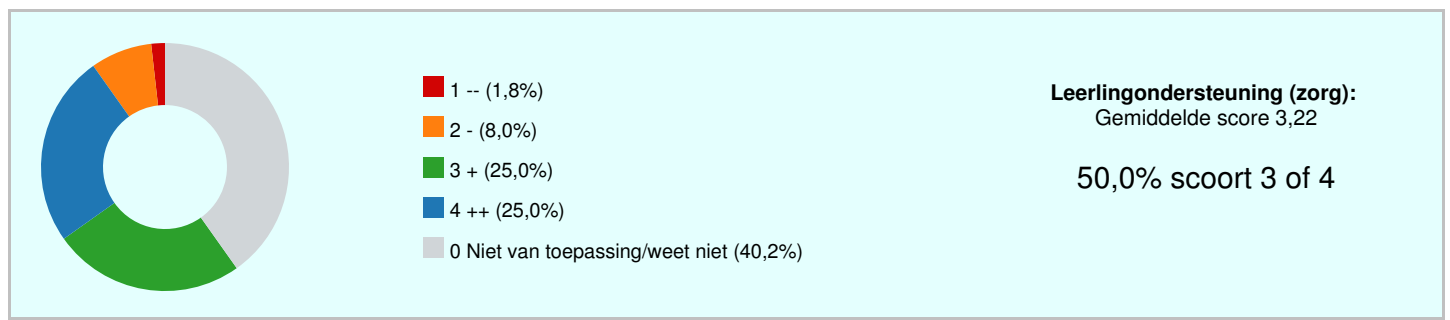 1 -- (1,8%)
2 - (8,0%)
3 + (25,0%)
4 ++ (25,0%)
0 Niet van toepassing/weet niet (40,2%)
Leerlingondersteuning (zorg):
Gemiddelde score 3,22
50,0% scoort 3 of 4